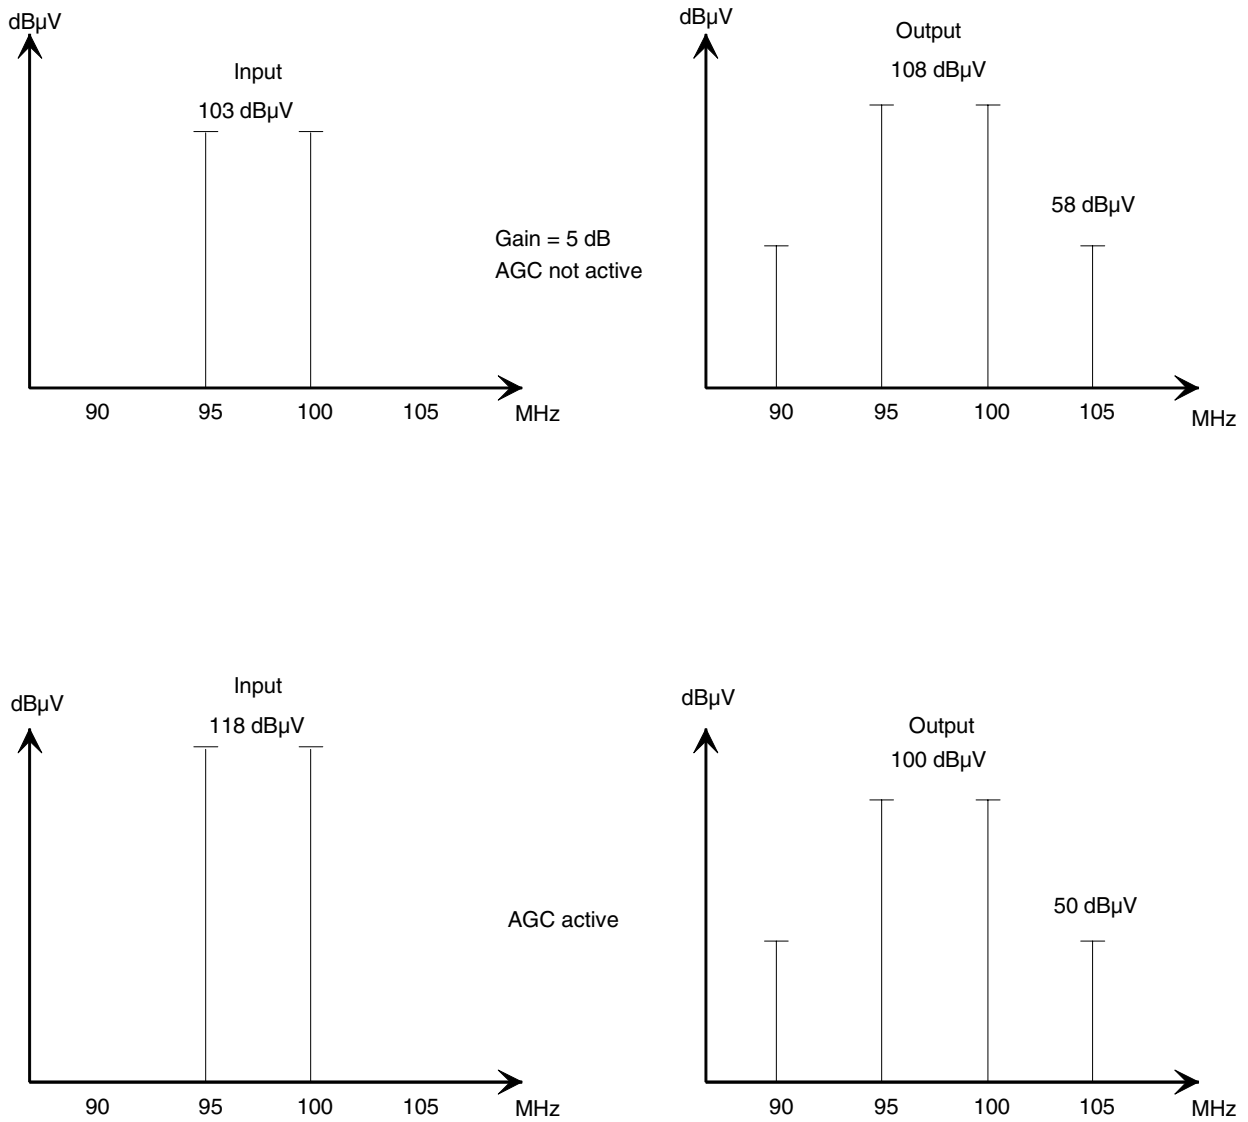 dBµV
Input
103 dBµV
90 95 100 105 MHz
Gain = 5 dB
AGC not active
dBµV
Output
108 dBµV
58 dBµV
90 95 100 105 MHz
dBµV
Input
118 dBµV
90 95 100 105 MHz
AGC active
dBµV
Output
100 dBµV
50 dBµV
90 95 100 105 MHz